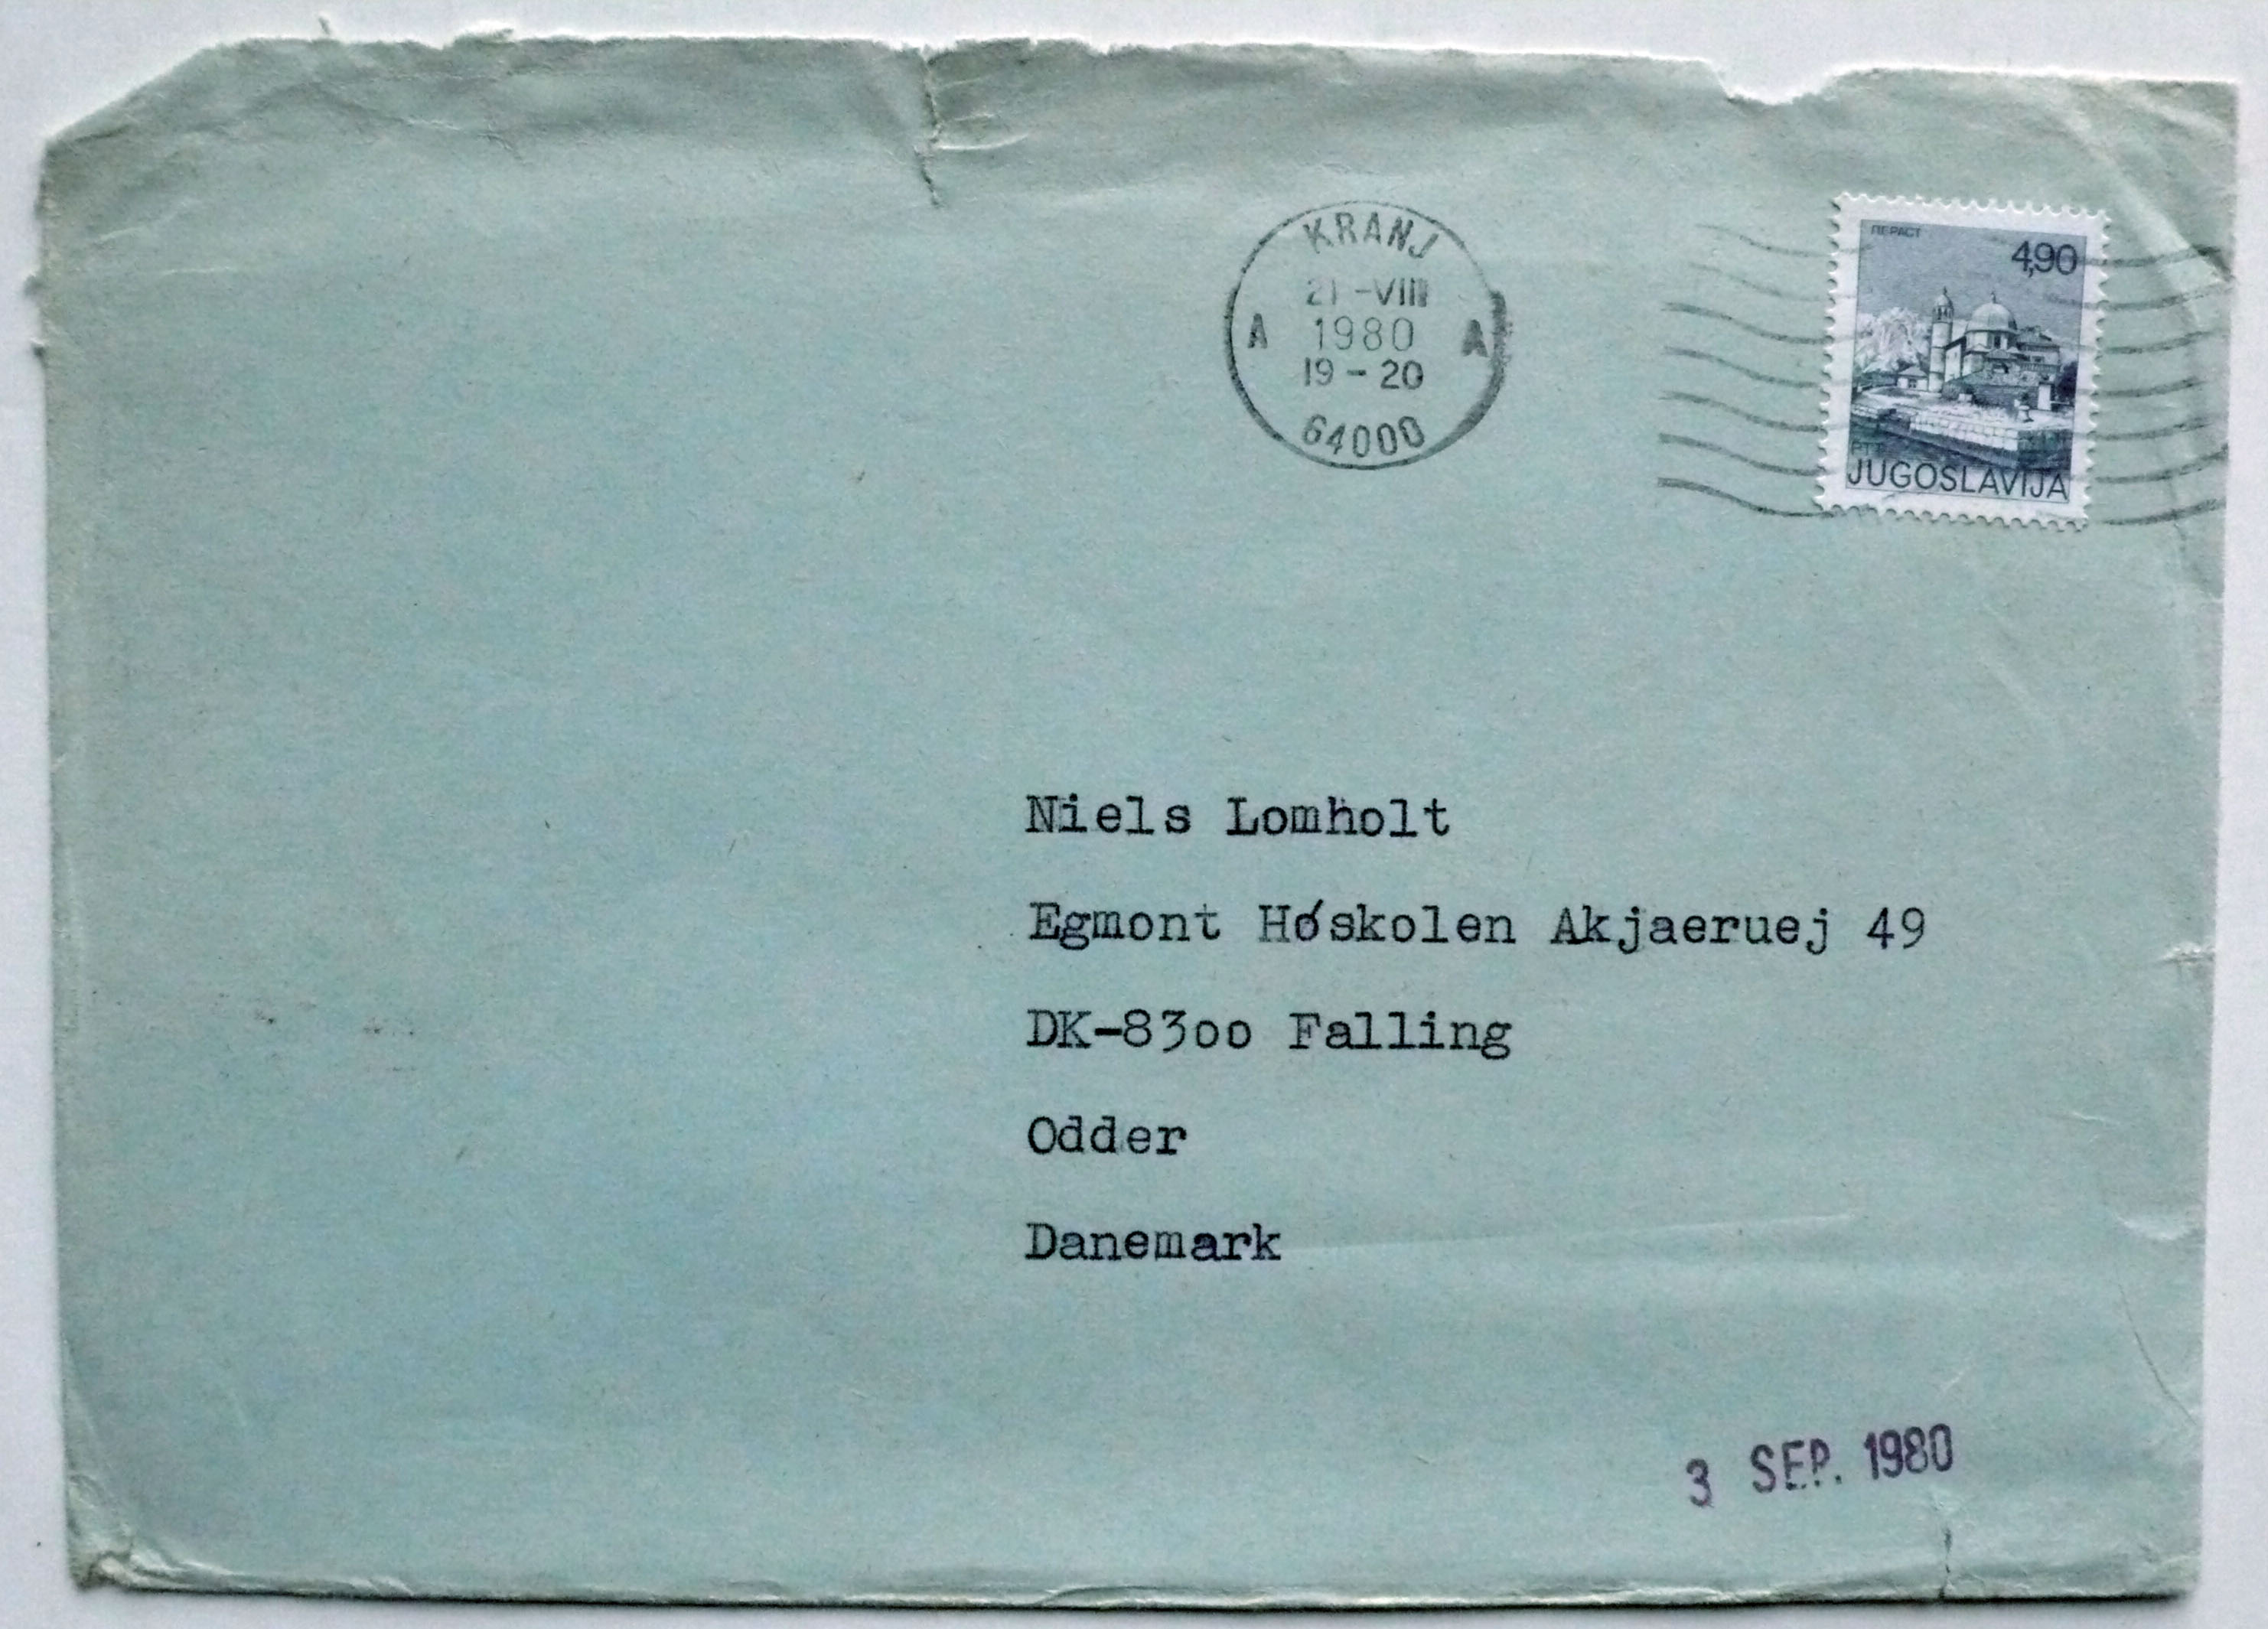 KRANJ
21-VIII
A 1980 A
19-20
64000
ПЕРАСТ
4,90
JUGOSLAVIJA
Niels Lomholt
Egmont Høskolen Akjaeruej 49
DK-8300 Falling
Odder
Danemark
3 SEP. 1980